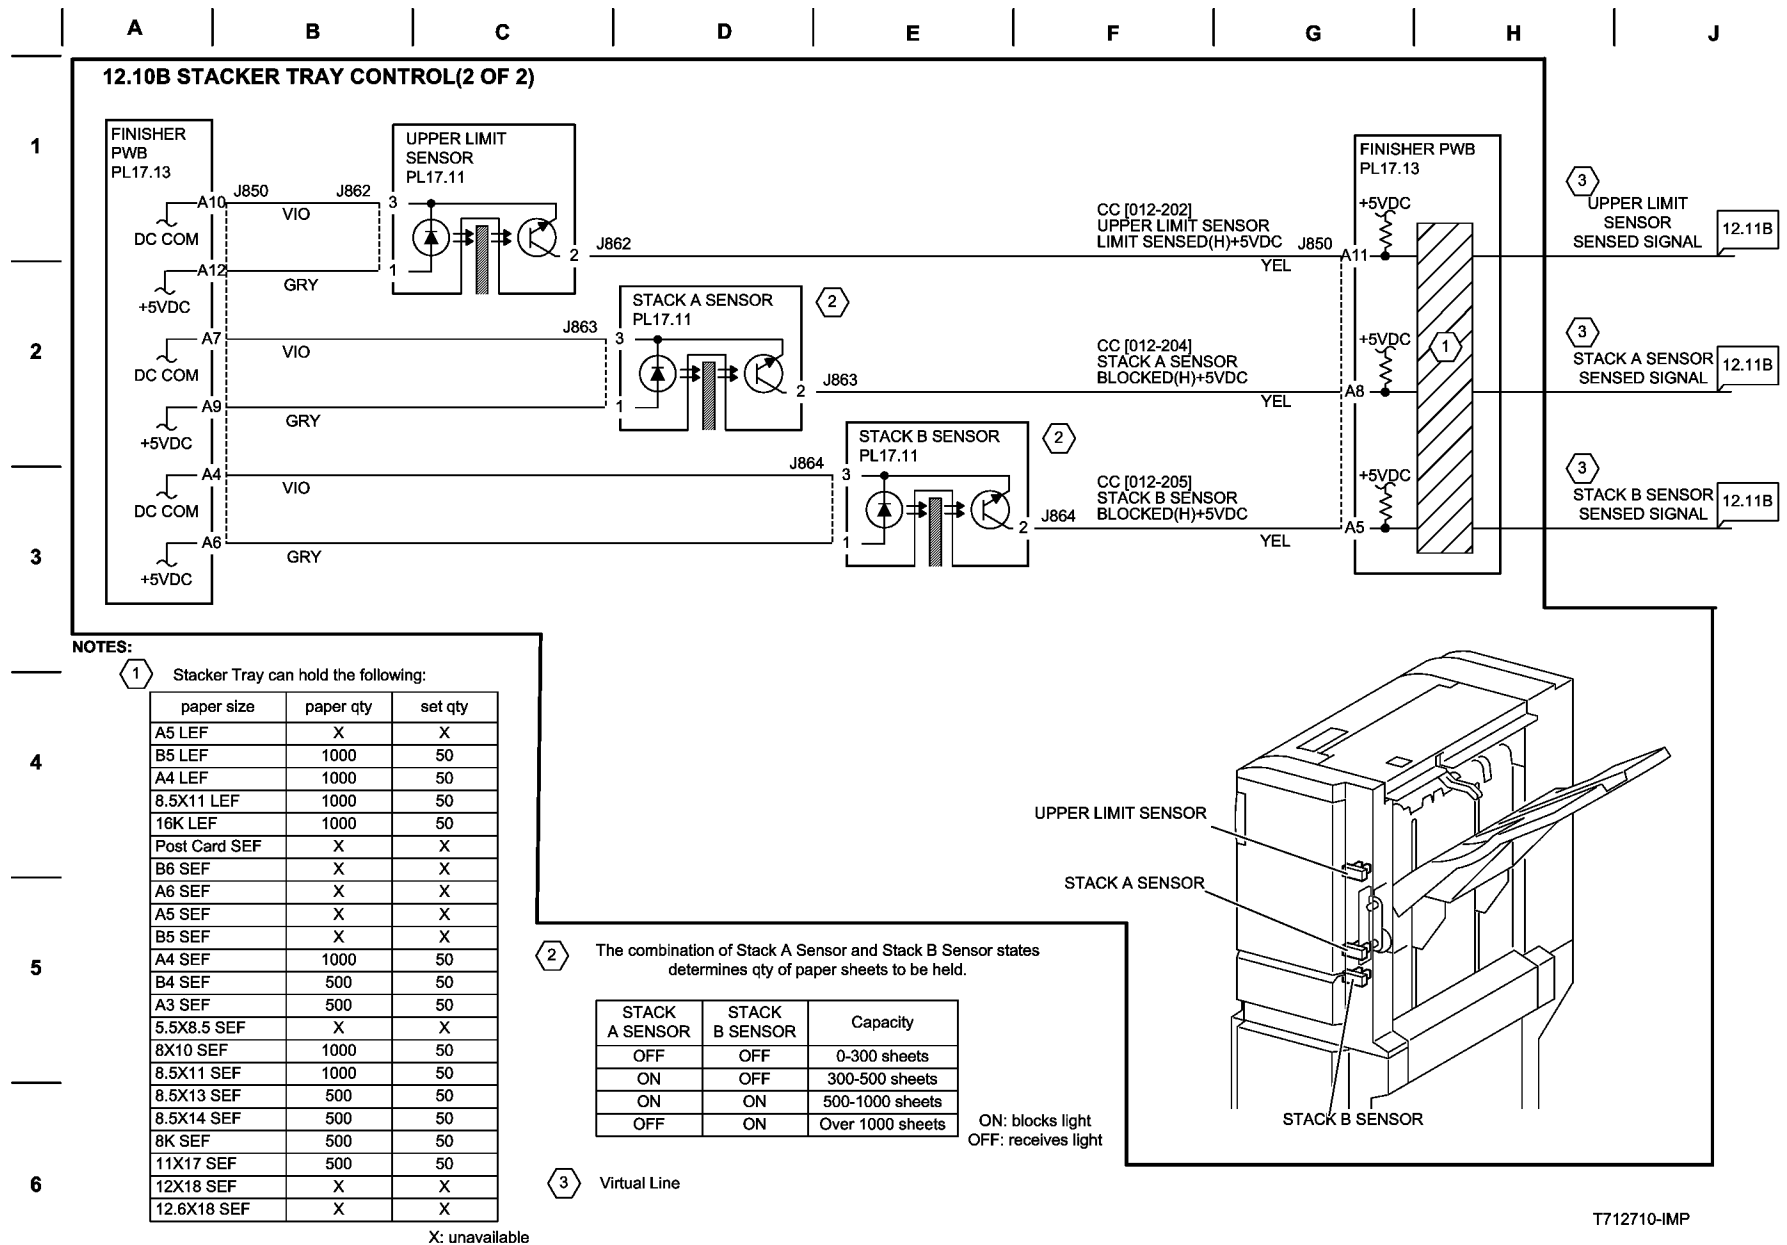 A B C D E F G H J
12.10B STACKER TRAY CONTROL(2 OF 2)
1
2
3
4
5
6
FINISHER
PWB
PL17.13
A10
DC COM
A12
+5VDC
A7
DC COM
A9
+5VDC
A4
DC COM
A6
+5VDC
J850
VIO
J862
GRY
UPPER LIMIT
SENSOR
PL17.11
3
1
2
J862
VIO
J863
GRY
STACK A SENSOR
PL17.11
3
1
2
J863
2
VIO
J864
GRY
STACK B SENSOR
PL17.11
3
1
2
J864
2
CC [012-202]
UPPER LIMIT SENSOR
LIMIT SENSED(H)+5VDC
J850
YEL
CC [012-204]
STACK A SENSOR
BLOCKED(H)+5VDC
YEL
CC [012-205]
STACK B SENSOR
BLOCKED(H)+5VDC
YEL
FINISHER PWB
PL17.13
+5VDC
A11
+5VDC
A8
+5VDC
A5
1
3
UPPER LIMIT
SENSOR
SENSED SIGNAL
12.11B
3
STACK A SENSOR
SENSED SIGNAL
12.11B
3
STACK B SENSOR
SENSED SIGNAL
12.11B
NOTES:
1 Stacker Tray can hold the following:
paper size paper qty set qty
A5 LEF X X
B5 LEF 1000 50
A4 LEF 1000 50
8.5X11 LEF 1000 50
16K LEF 1000 50
Post Card SEF X X
B6 SEF X X
A6 SEF X X
A5 SEF X X
B5 SEF X X
A4 SEF 1000 50
B4 SEF 500 50
A3 SEF 500 50
5.5X8.5 SEF X X
8X10 SEF 1000 50
8.5X11 SEF 1000 50
8.5X13 SEF 500 50
8.5X14 SEF 500 50
8K SEF 500 50
11X17 SEF 500 50
12X18 SEF X X
12.6X18 SEF X X
X: unavailable
2 The combination of Stack A Sensor and Stack B Sensor states
determines qty of paper sheets to be held.
STACK A SENSOR STACK B SENSOR Capacity
OFF OFF 0-300 sheets
ON OFF 300-500 sheets
ON ON 500-1000 sheets
OFF ON Over 1000 sheets
ON: blocks light
OFF: receives light
3 Virtual Line
UPPER LIMIT SENSOR
STACK A SENSOR
STACK B SENSOR
T712710-IMP